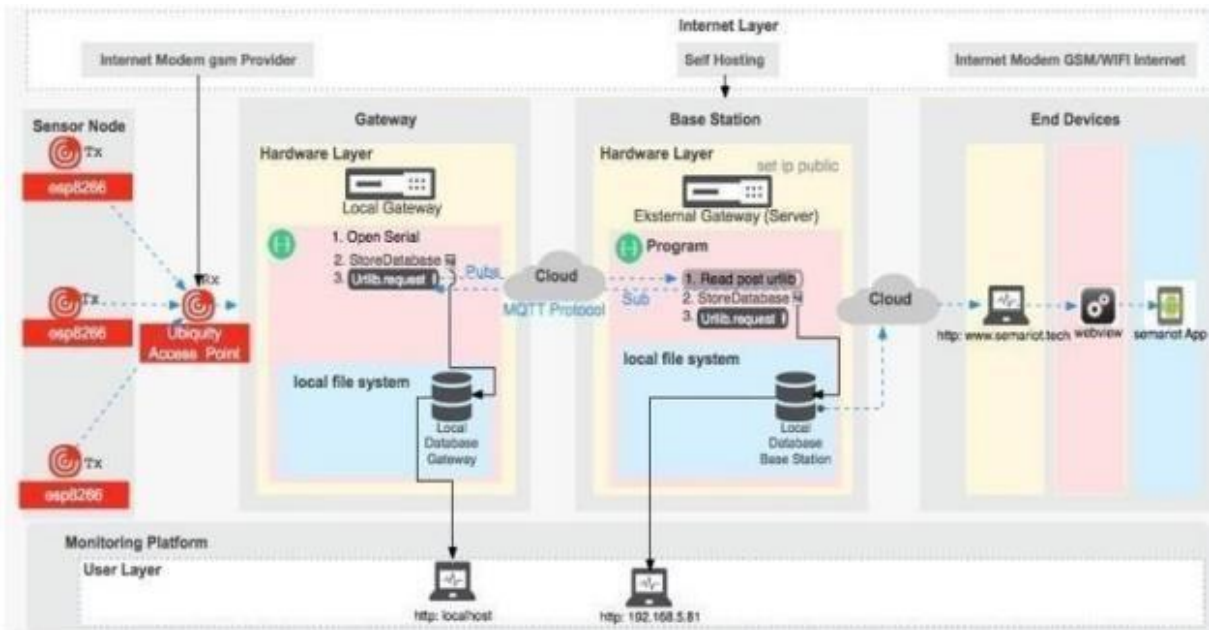 Internet Layer
Internet Modem gsm Provider
Self Hosting
Internet Modem GSM/WIFI Internet
Sensor Node
Tx
esp8266
Tx
esp8266
Tx
esp8266
Rx
Ubiquity
Access Point
Gateway
Hardware Layer
Local Gateway
1. Open Serial
2. StoreDatabase
3. Urlib.request
local file system
Local
Database
Gateway
Pubs
Cloud
Sub
MQTT Protocol
Base Station
Hardware Layer
set ip public
Eksternal Gateway (Server)
Program
1. Read post urlib
2. StoreDatabase
3. Urlib.request
local file system
Local
Database
Base Station
Cloud
End Devices
http: www.semariot.tech
webview
semariot App
Monitoring Platform
User Layer
http: localhost
http: 192.168.5.81